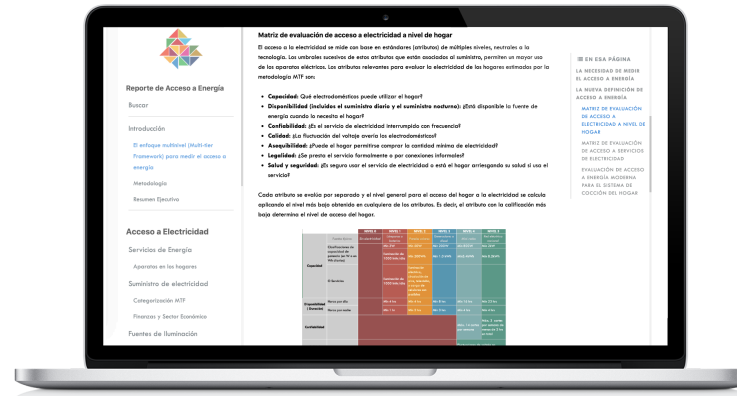 Reporte de Acceso a Energía
Buscar
Introducción
El enfoque multinivel (Multi-tier
Framework) para medir el acceso a
energía
Metodología
Resumen Ejecutivo
Acceso a Electricidad
Servicios de Energía
Aparatos en los hogares
Suministro de electricidad
Categorización MTF
Finanzas y Sector Económico
Fuentes de Iluminación
Matriz de evaluación de acceso a electricidad a nivel de hogar
El acceso a la electricidad se mide con base en estándares (atributos) de múltiples niveles, neutrales a la
tecnología. Los umbrales sucesivos de estos atributos que están asociados al suministro, permiten un mayor uso
de los aparatos eléctricos. Los atributos relevantes para evaluar la electricidad de las hogares estimados por la
metodología MTF son:
• Capacidad: Qué electrodomésticos puede utilizar el hogar?
• Disponibilidad (incluidos el suministro diario y el suministro nocturno): ¿Está disponible la fuente de
energía cuando lo necesita el hogar?
• Confiabilidad: ¿Es el servicio de electricidad interrumpido con frecuencia?
• Calidad: ¿La fluctuación del voltaje avería los electrodomésticos?
• Asequibilidad: ¿Puede el hogar permitirse comprar la cantidad mínima de electricidad?
• Legalidad: ¿Se presta el servicio formalmente o por conexiones informales?
• Salud y seguridad: ¿Es seguro usar el servicio de electricidad o está el hogar arriesgando su salud si usa el
servicio?
Cada atributo se evalúa por separado y el nivel general para el acceso del hogar a la electricidad se calcula
aplicando el nivel más bajo obtenido en cualquiera de los atributos. Es decir, el atributo con la calificación más
baja determina el nivel de acceso del hogar.
NIVEL 0 NIVEL 1 NIVEL 2 NIVEL 3 NIVEL 4 NIVEL 5
Capacidad
Disponibilidad
Confiabilidad
EN ESA PÁGINA
LA NECESIDAD DE MEDIR
EL ACCESO A ENERGÍA
LA NUEVA DEFINICIÓN DE
ACCESO A ENERGÍA
MATRIZ DE EVALUACIÓN
DE ACCESO A
ELECTRICIDAD A NIVEL DE
HOGAR
MATRIZ DE EVALUACIÓN
DE ACCESO A SERVICIOS
DE ELECTRICIDAD
EVALUACIÓN DE ACCESO
A ENERGÍA MODERNA
PARA EL SISTEMA DE
COCCIÓN DEL HOGAR